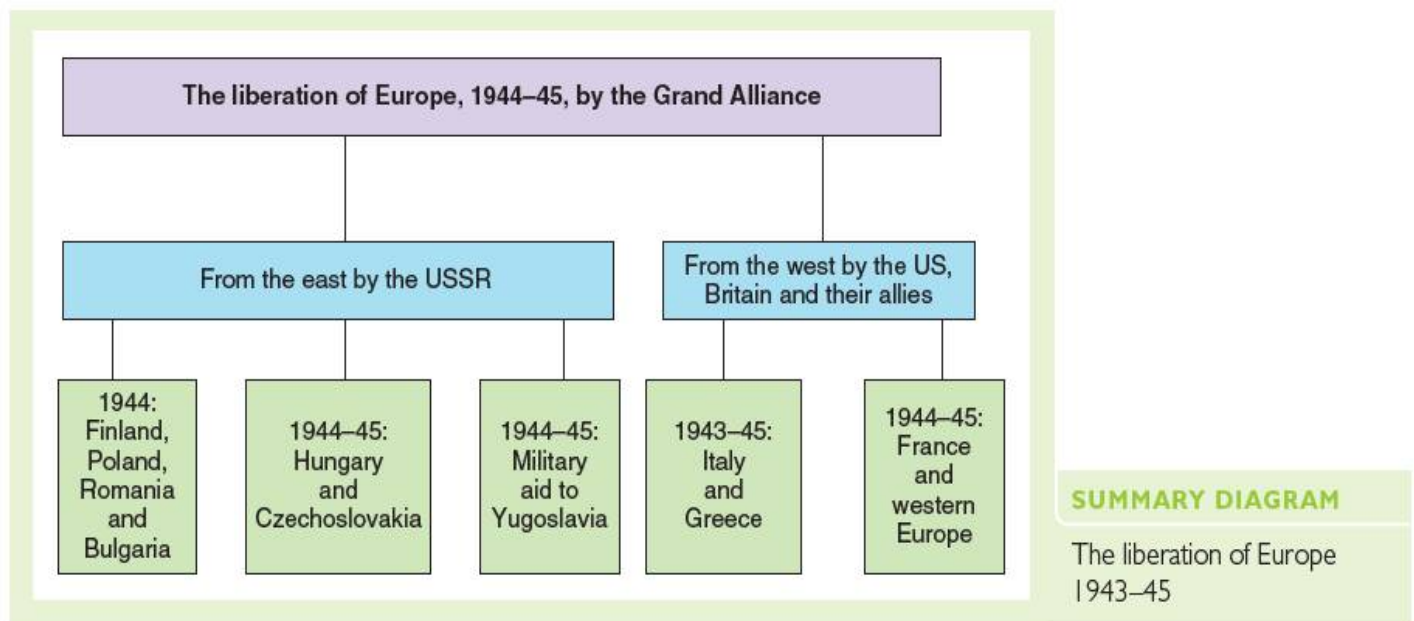 The liberation of Europe, 1944–45, by the Grand Alliance
From the east by the USSR
From the west by the US,
Britain and their allies
1944:
Finland,
Poland,
Romania
and
Bulgaria
1944–45:
Hungary
and
Czechoslovakia
1944–45:
Military
aid to
Yugoslavia
1943–45:
Italy
and
Greece
1944–45:
France
and
western
Europe
SUMMARY DIAGRAM
The liberation of Europe
1943–45